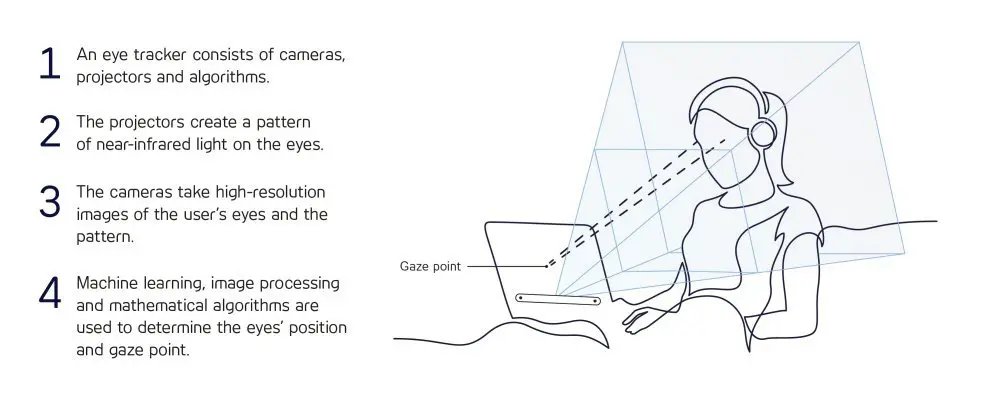 1
An eye tracker consists of cameras,
projectors and algorithms.
2
The projectors create a pattern
of near-infrared light on the eyes.
3
The cameras take high-resolution
images of the user's eyes and the
pattern.
4
Machine learning, image processing
and mathematical algorithms are
used to determine the eyes' position
and gaze point.
Gaze point